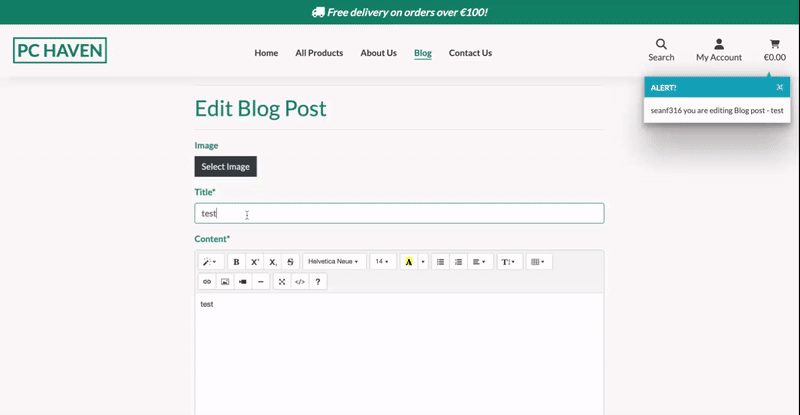 Free delivery on orders over €100!
PC HAVEN
Home All Products About Us Blog Contact Us
Search My Account €0.00
ALERT!
seanf316 you are editing Blog post - test
Edit Blog Post
Image
Select Image
Title*
test
Content*
B X² X₂ S Helvetica Neue 14 A T
</> ?
test